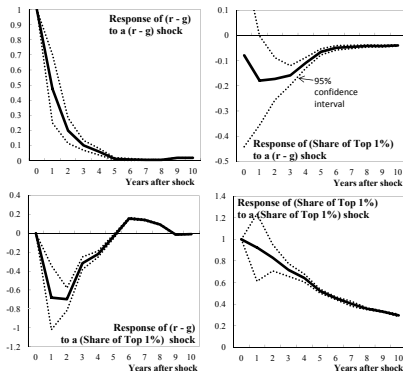 1
0.9
0.8
0.7
0.6
0.5
0.4
0.3
0.2
0.1
0
Response of (r - g)
to a (r - g) shock
0 1 2 3 4 5 6 7 8 9 10
Years after shock
0.1
0
-0.1
-0.2
-0.3
-0.4
-0.5
95%
confidence
interval
Response of (Share of Top 1%)
to a (r - g) shock
0 1 2 3 4 5 6 7 8 9 10
Years after shock
0.4
0.2
0
-0.2
-0.4
-0.6
-0.8
-1
-1.2
Response of (r - g)
to a (Share of Top 1%) shock
0 1 2 3 4 5 6 7 8 9 10
Years after shock
1.4
1.2
1
0.8
0.6
0.4
0.2
0
Response of (Share of Top 1%)
to a (Share of Top 1%) shock
0 1 2 3 4 5 6 7 8 9 10
Years after shock